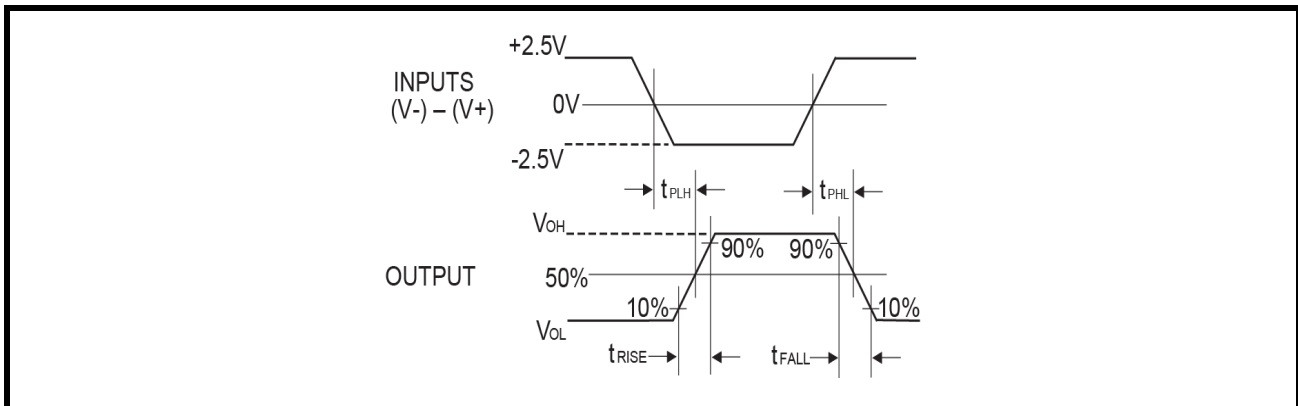 +2.5V
INPUTS
(V-) – (V+)
0V
-2.5V
tPLH
tPHL
VOH
90%
90%
OUTPUT
50%
10%
10%
VOL
tRISE
tFALL